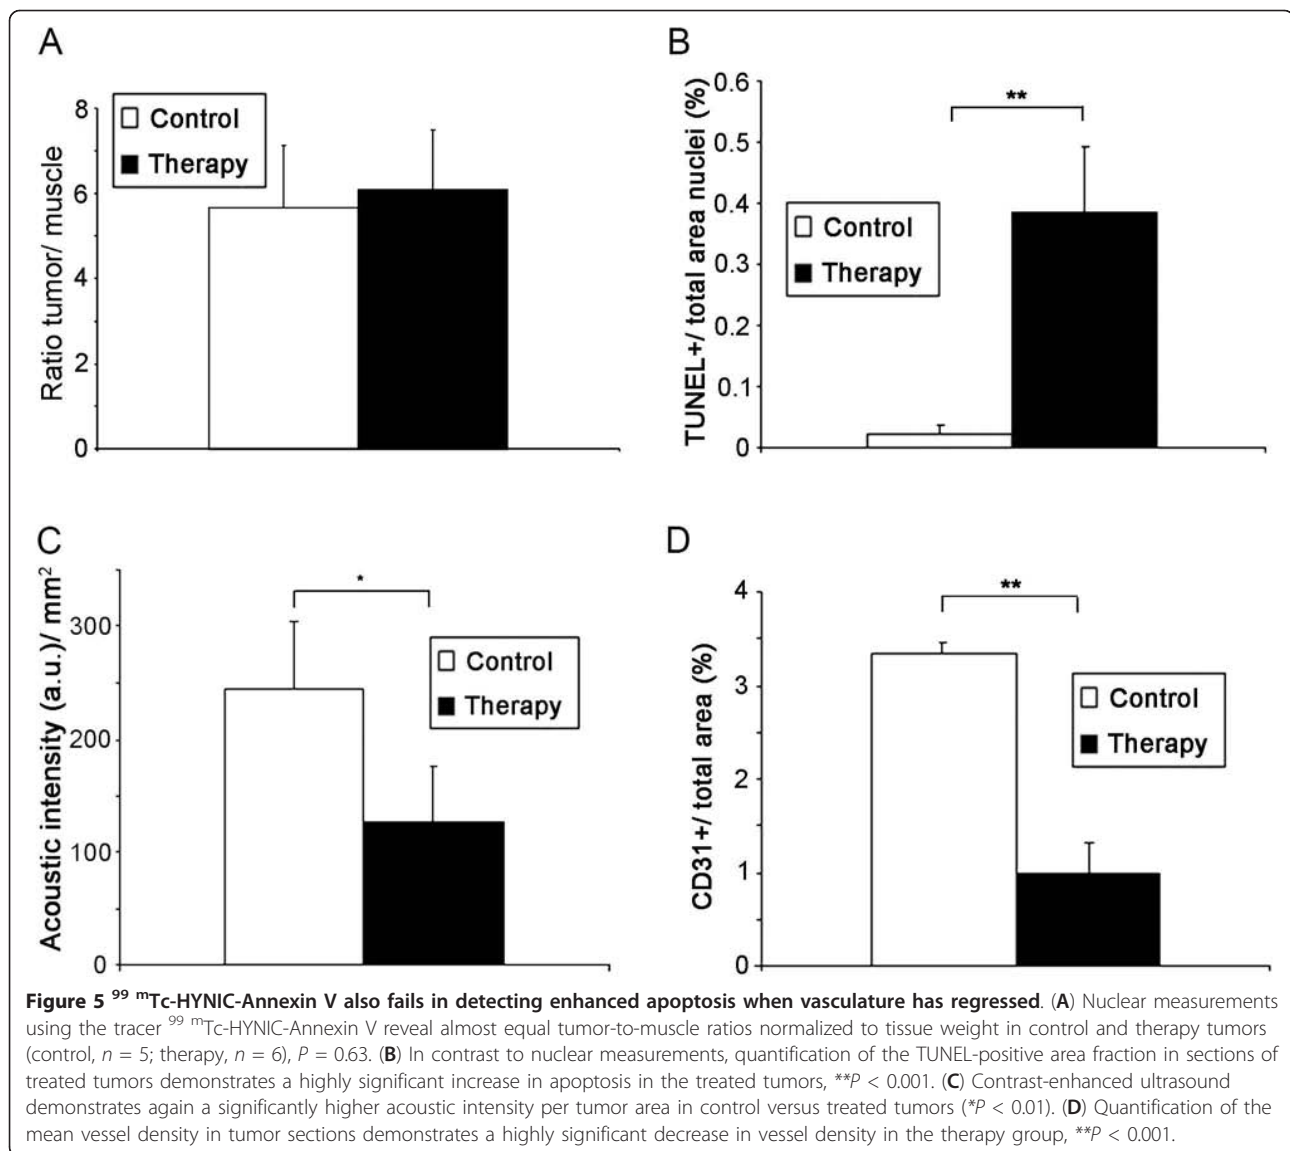 A
Ratio tumor/ muscle
8
6
4
2
0
Control
Therapy
B
TUNEL+/ total area nuclei (%)
0.6
0.5
0.4
0.3
0.2
0.1
0
**
Control
Therapy
C
Acoustic intensity (a.u.)/ mm²
300
200
100
0
*
Control
Therapy
D
CD31+/ total area (%)
4
3
2
1
0
**
Control
Therapy
Figure 5 ⁹⁹ ᵐTc-HYNIC-Annexin V also fails in detecting enhanced apoptosis when vasculature has regressed. (A) Nuclear measurements
using the tracer ⁹⁹ ᵐTc-HYNIC-Annexin V reveal almost equal tumor-to-muscle ratios normalized to tissue weight in control and therapy tumors
(control, n = 5; therapy, n = 6), P = 0.63. (B) In contrast to nuclear measurements, quantification of the TUNEL-positive area fraction in sections of
treated tumors demonstrates a highly significant increase in apoptosis in the treated tumors, **P < 0.001. (C) Contrast-enhanced ultrasound
demonstrates again a significantly higher acoustic intensity per tumor area in control versus treated tumors (*P < 0.01). (D) Quantification of the
mean vessel density in tumor sections demonstrates a highly significant decrease in vessel density in the therapy group, **P < 0.001.